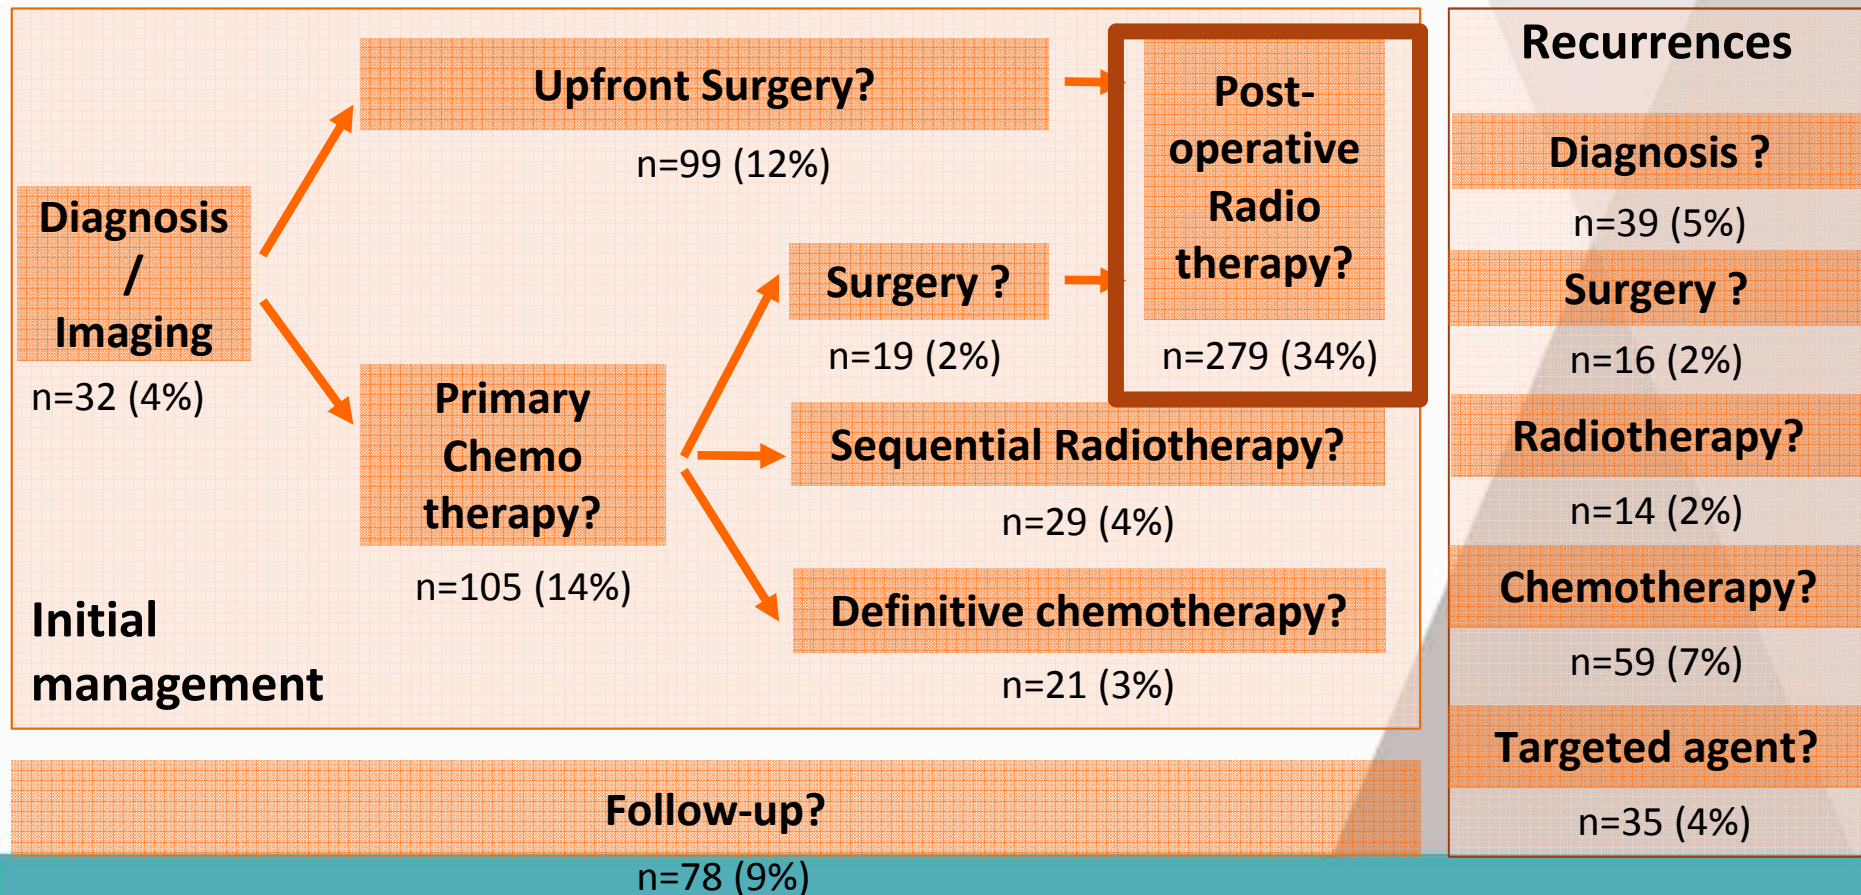 Diagnosis
/
Imaging
n=32 (4%)
Upfront Surgery?
n=99 (12%)
Primary
Chemo
therapy?
n=105 (14%)
Surgery ?
n=19 (2%)
Sequential Radiotherapy?
n=29 (4%)
Definitive chemotherapy?
n=21 (3%)
Post-
operative
Radio
therapy?
n=279 (34%)
Initial
management
Follow-up?
n=78 (9%)
Recurrences
Diagnosis ?
n=39 (5%)
Surgery ?
n=16 (2%)
Radiotherapy?
n=14 (2%)
Chemotherapy?
n=59 (7%)
Targeted agent?
n=35 (4%)